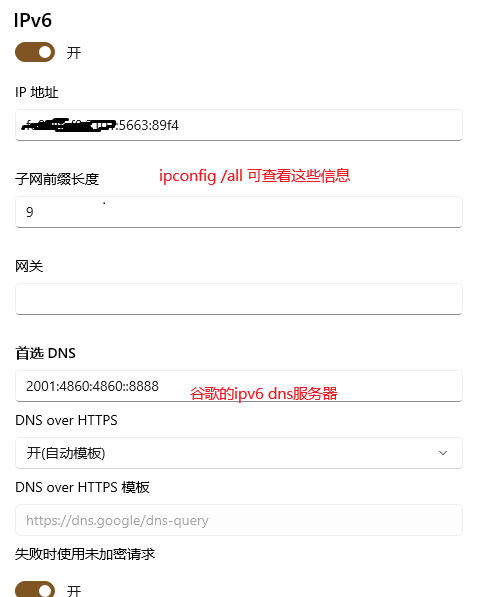 IPv6
开
IP 地址
:5663:89f4
子网前缀长度
ipconfig /all 可查看这些信息
9
网关
首选 DNS
2001:4860:4860::8888
谷歌的ipv6 dns服务器
DNS over HTTPS
开(自动模板)
DNS over HTTPS 模板
https://dns.google/dns-query
失败时使用未加密请求
开